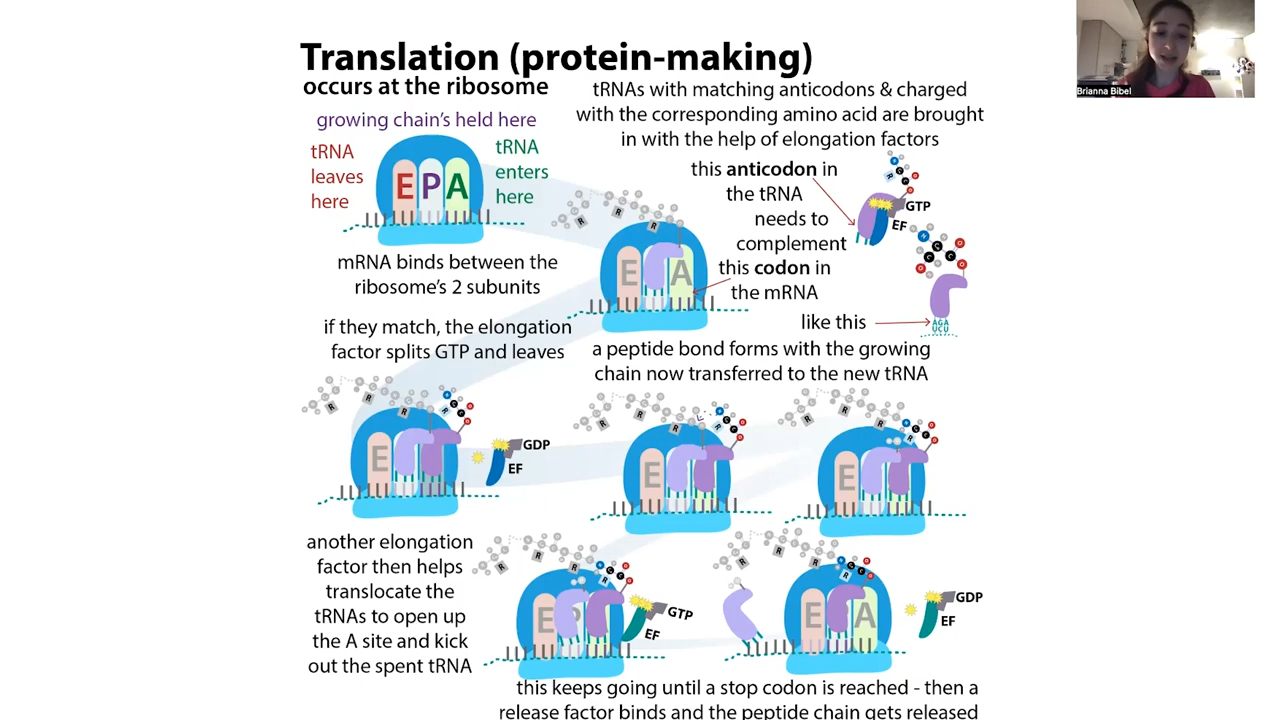 Translation (protein-making)
occurs at the ribosome
growing chain's held here
tRNA
leaves
here
E P A
tRNA
enters
here
mRNA binds between the
ribosome's 2 subunits
tRNAs with matching anticodons & charged
with the corresponding amino acid are brought
in with the help of elongation factors
this anticodon in
the tRNA
needs to
complement
this codon in
the mRNA
like this
GTP
EF
AGA
UCU
E A
R R R
if they match, the elongation
factor splits GTP and leaves
a peptide bond forms with the growing
chain now transferred to the new tRNA
E
GDP
EF
E
E
another elongation
factor then helps
translocate the
tRNAs to open up
the A site and kick
out the spent tRNA
E P
GTP
EF
E A
GDP
EF
this keeps going until a stop codon is reached - then a
release factor binds and the peptide chain gets released
Brianna Bibel